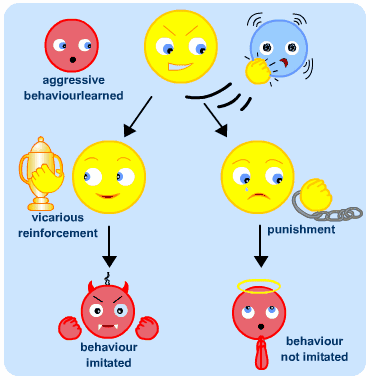 aggressive
behaviourlearned
vicarious
reinforcement
punishment
behaviour
imitated
behaviour
not imitated